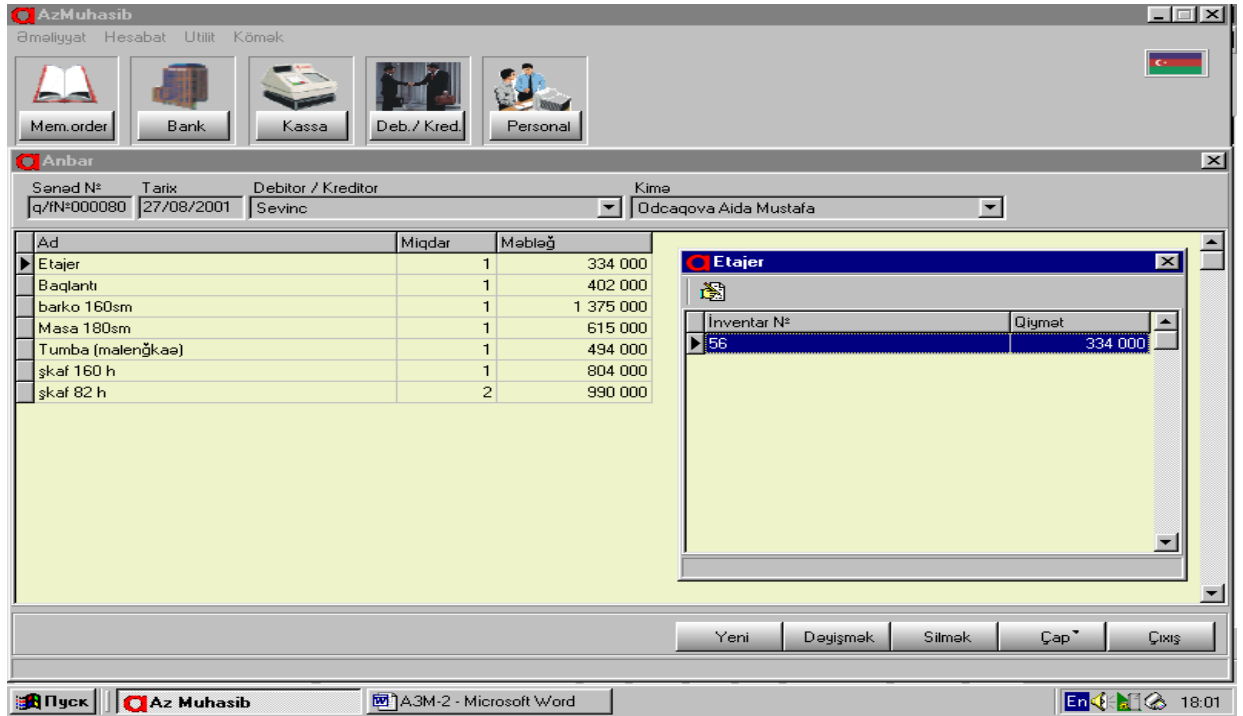 AzMuhasib
Əməliyyat Hesabat Utilit Kömək
Mem.order Bank Kassa Deb./ Kred. Personal
Anbar
Sənəd № Tarix Debitor / Kreditor Kimə
q/f№000080 27/08/2001 Sevinc Odcaqova Aida Mustafa
Ad Miqdar Məbləğ
Etajer 1 334 000
Baqlantı 1 402 000
barko 160sm 1 1 375 000
Masa 180sm 1 615 000
Tumba (malenğkaə) 1 494 000
şkaf 160 h 1 804 000
şkaf 82 h 2 990 000
Etajer
İnventar № Qiymət
56 334 000
Yeni Dəyişmək Silmək Çap Çıxış
Пуск Az Muhasib АЗМ-2 - Microsoft Word En 18:01